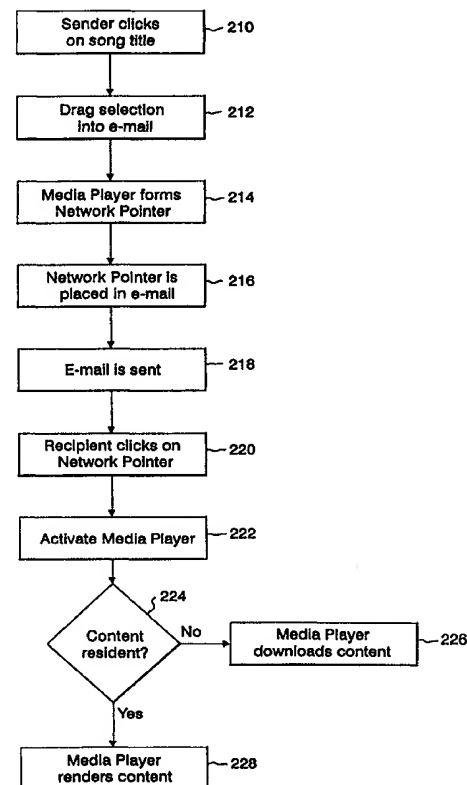 Sender clicks
on song title
210
Drag selection
into e-mail
212
Media Player forms
Network Pointer
214
Network Pointer is
placed in e-mail
216
E-mail is sent
218
Recipient clicks on
Network Pointer
220
Activate Media Player
222
224
Content
resident?
No
Media Player
downloads content
226
Yes
Media Player
renders content
228